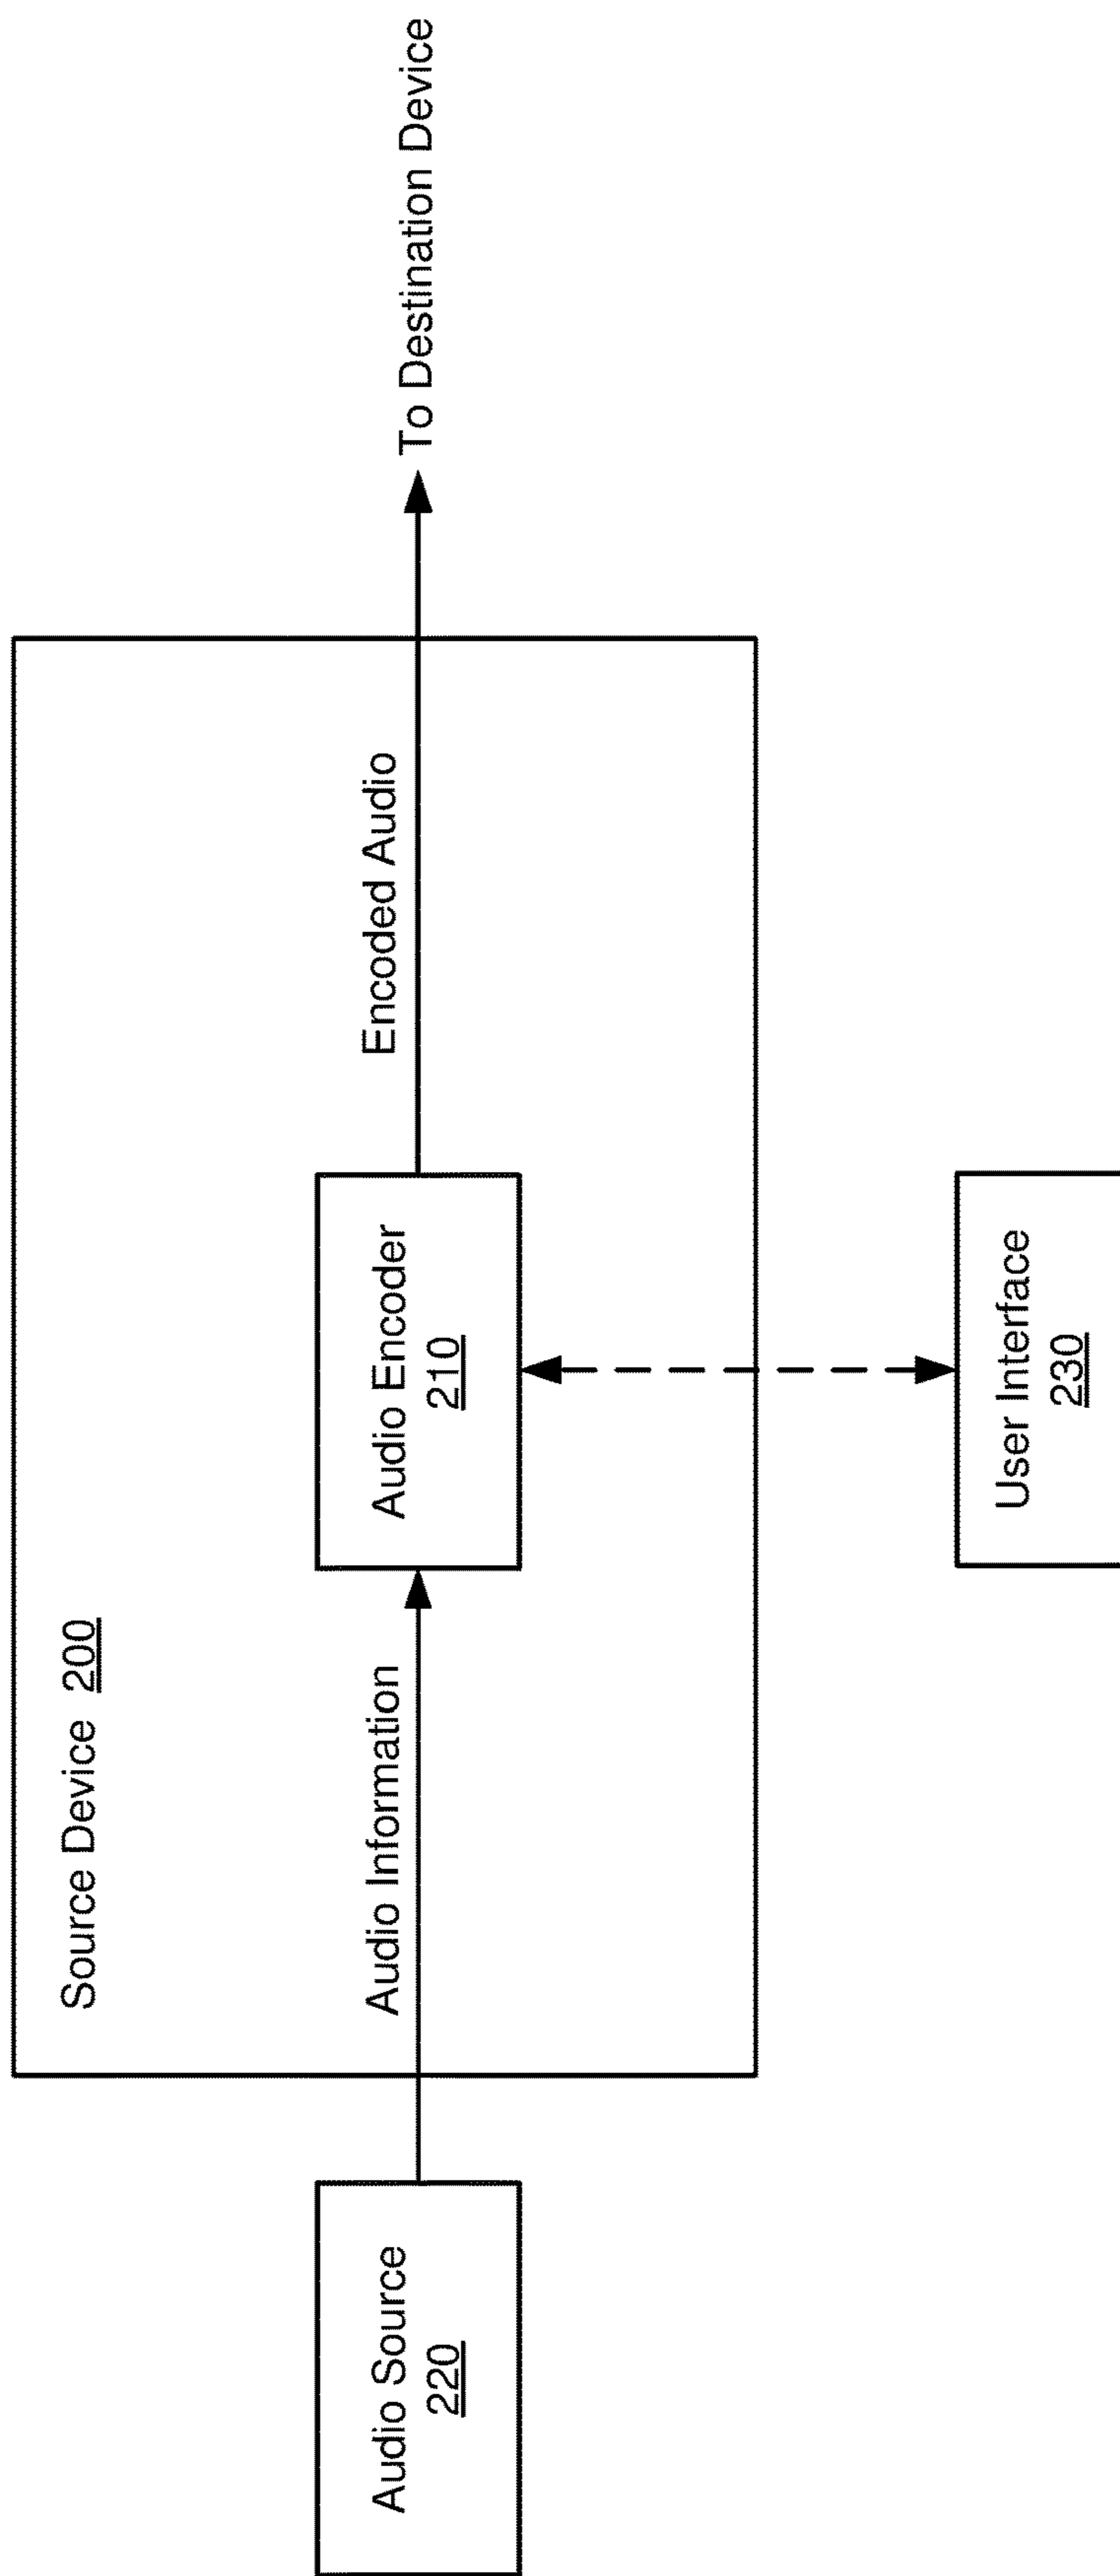 Source Device 200
Audio Source
220
Audio Information
Audio Encoder
210
Encoded Audio
To Destination Device
User Interface
230